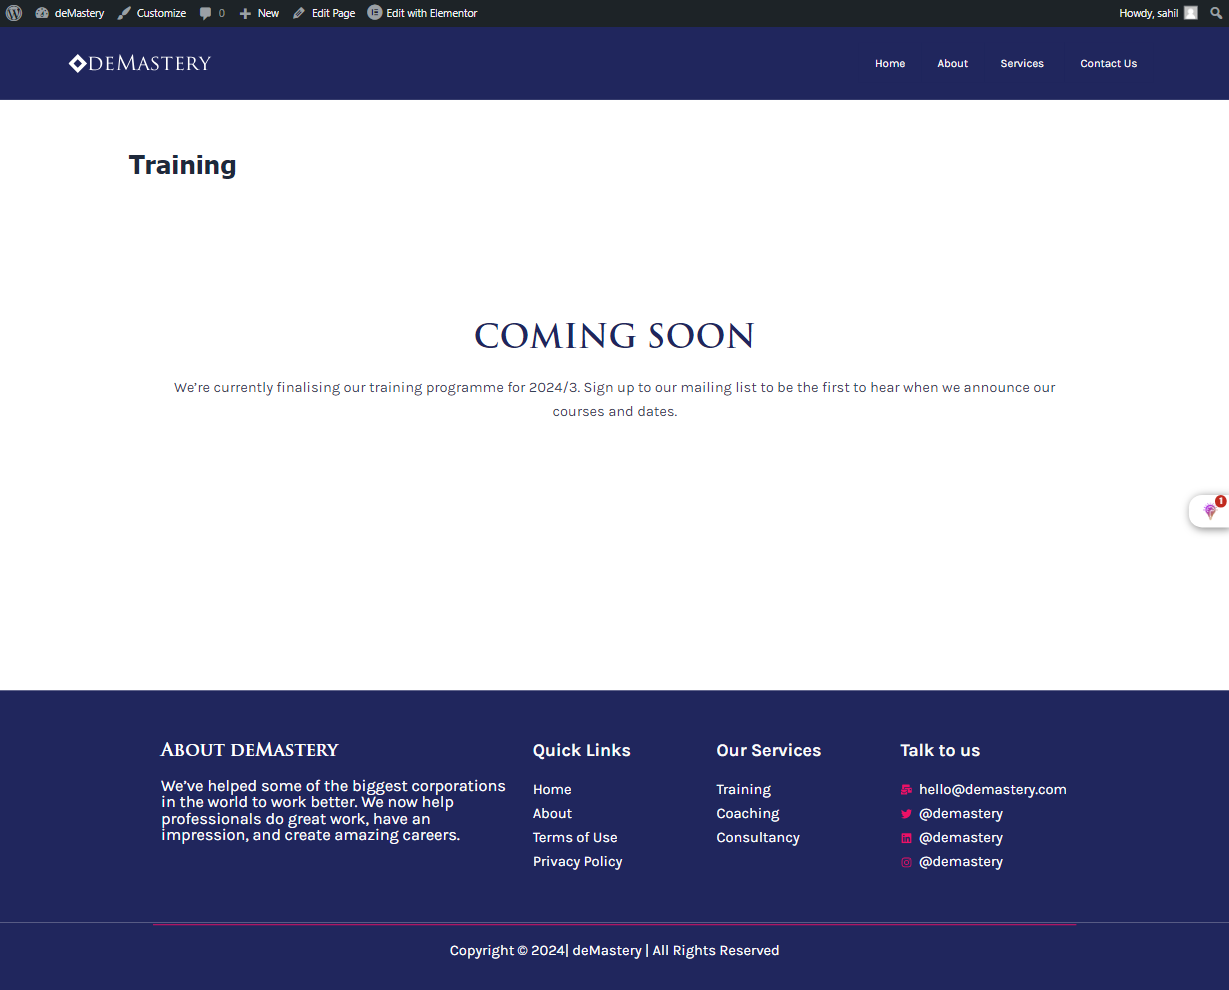 deMastery Customize 0 New Edit Page Edit with Elementor Howdy, sahil
DEMASTERY Home About Services Contact Us
Training
COMING SOON
We're currently finalising our training programme for 2024/3. Sign up to our mailing list to be the first to hear when we announce our
courses and dates.
1
ABOUT DEMASTERY
We've helped some of the biggest corporations
in the world to work better. We now help
professionals do great work, have an
impression, and create amazing careers.
Quick Links
Home
About
Terms of Use
Privacy Policy
Our Services
Training
Coaching
Consultancy
Talk to us
hello@demastery.com
@demastery
@demastery
@demastery
Copyright © 2024| deMastery | All Rights Reserved